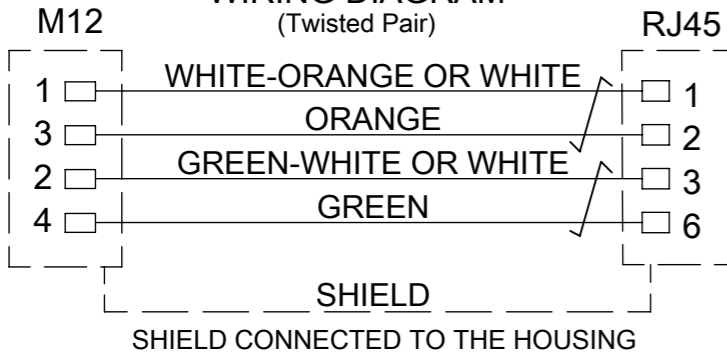 WIRING DIAGRAM
(Twisted Pair)
M12 RJ45
1 WHITE-ORANGE OR WHITE 1
3 ORANGE 2
2 GREEN-WHITE OR WHITE 3
4 GREEN 6
SHIELD
SHIELD CONNECTED TO THE HOUSING